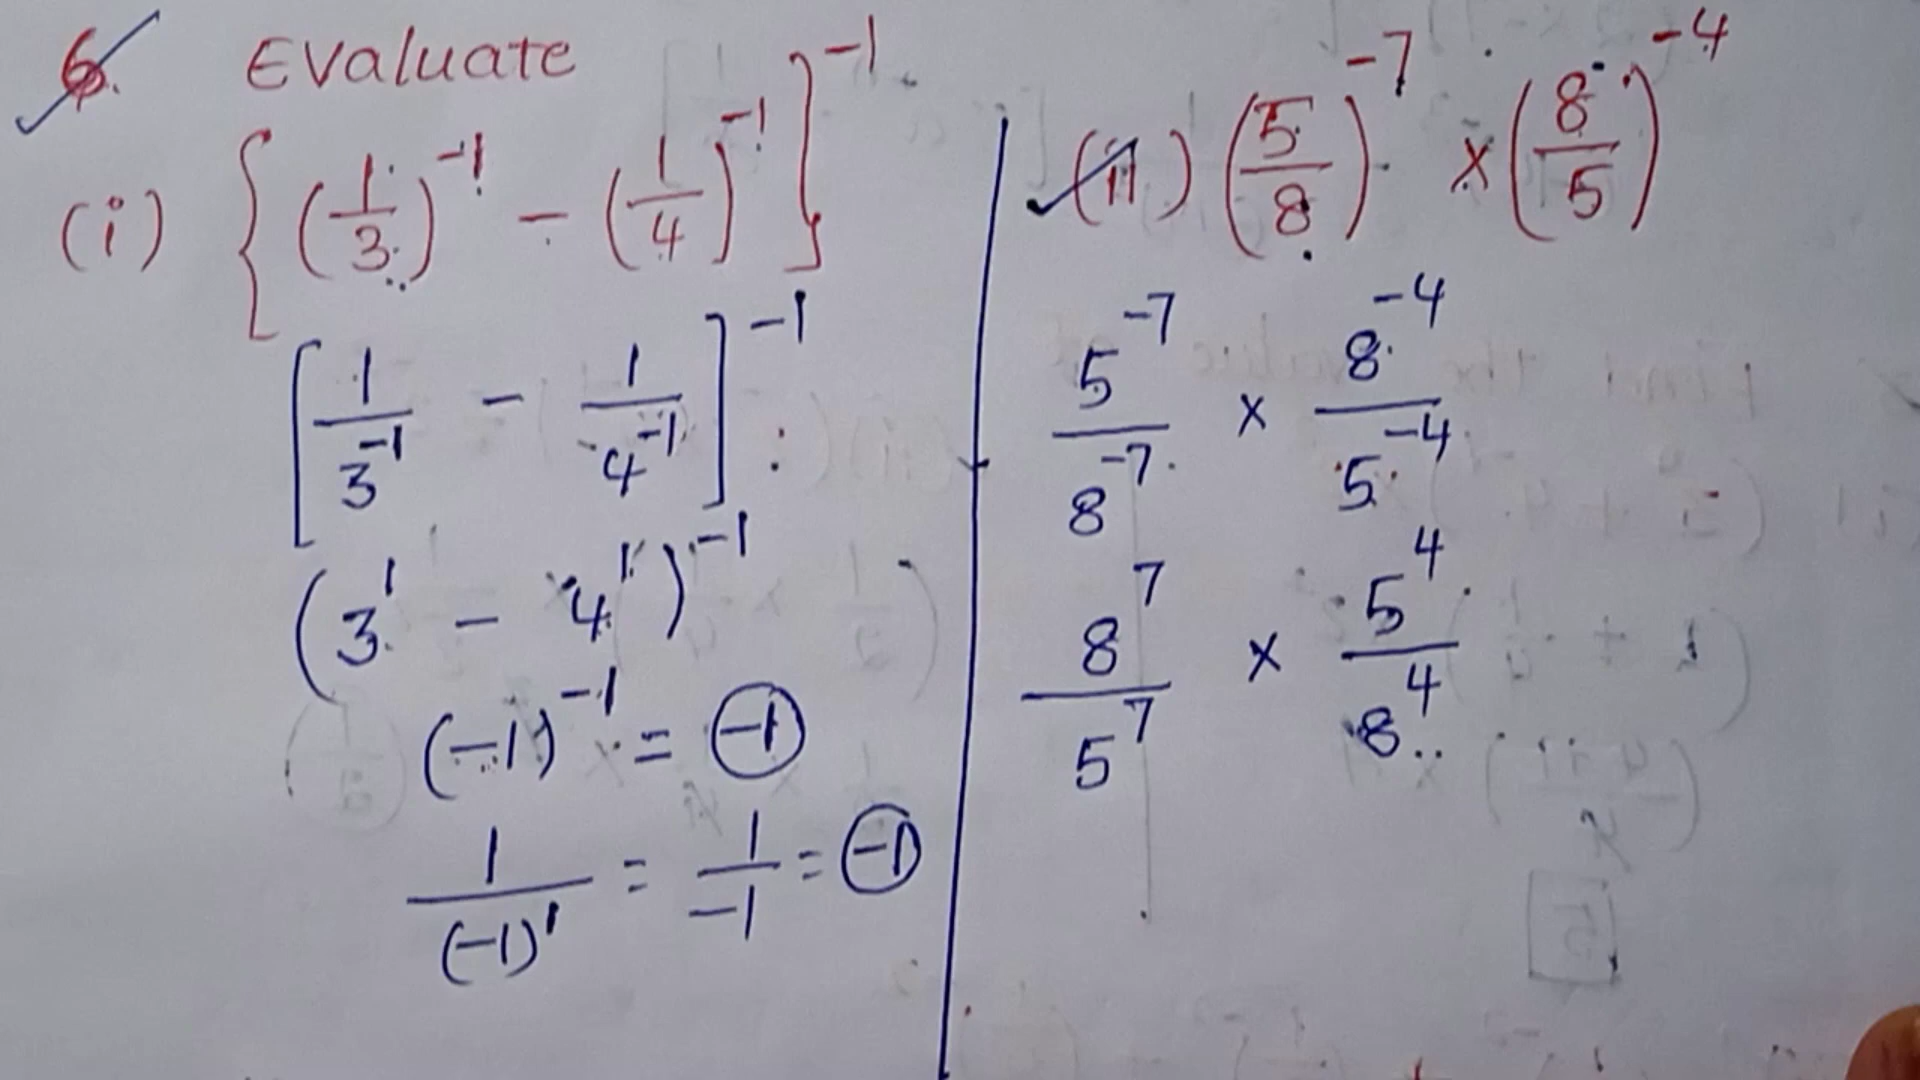 6. Evaluate
(i) {(1/3)^-1 - (1/4)^-1}^-1
[1/3^-1 - 1/4^-1]^-1
(3^1 - 4^1)^-1
(-1)^-1 = -1
1/(-1)^1 = 1/-1 = -1
(ii) (5/8)^-7 × (8/5)^-4
5^-7/8^-7 × 8^-4/5^-4
8^7/5^7 × 5^4/8^4